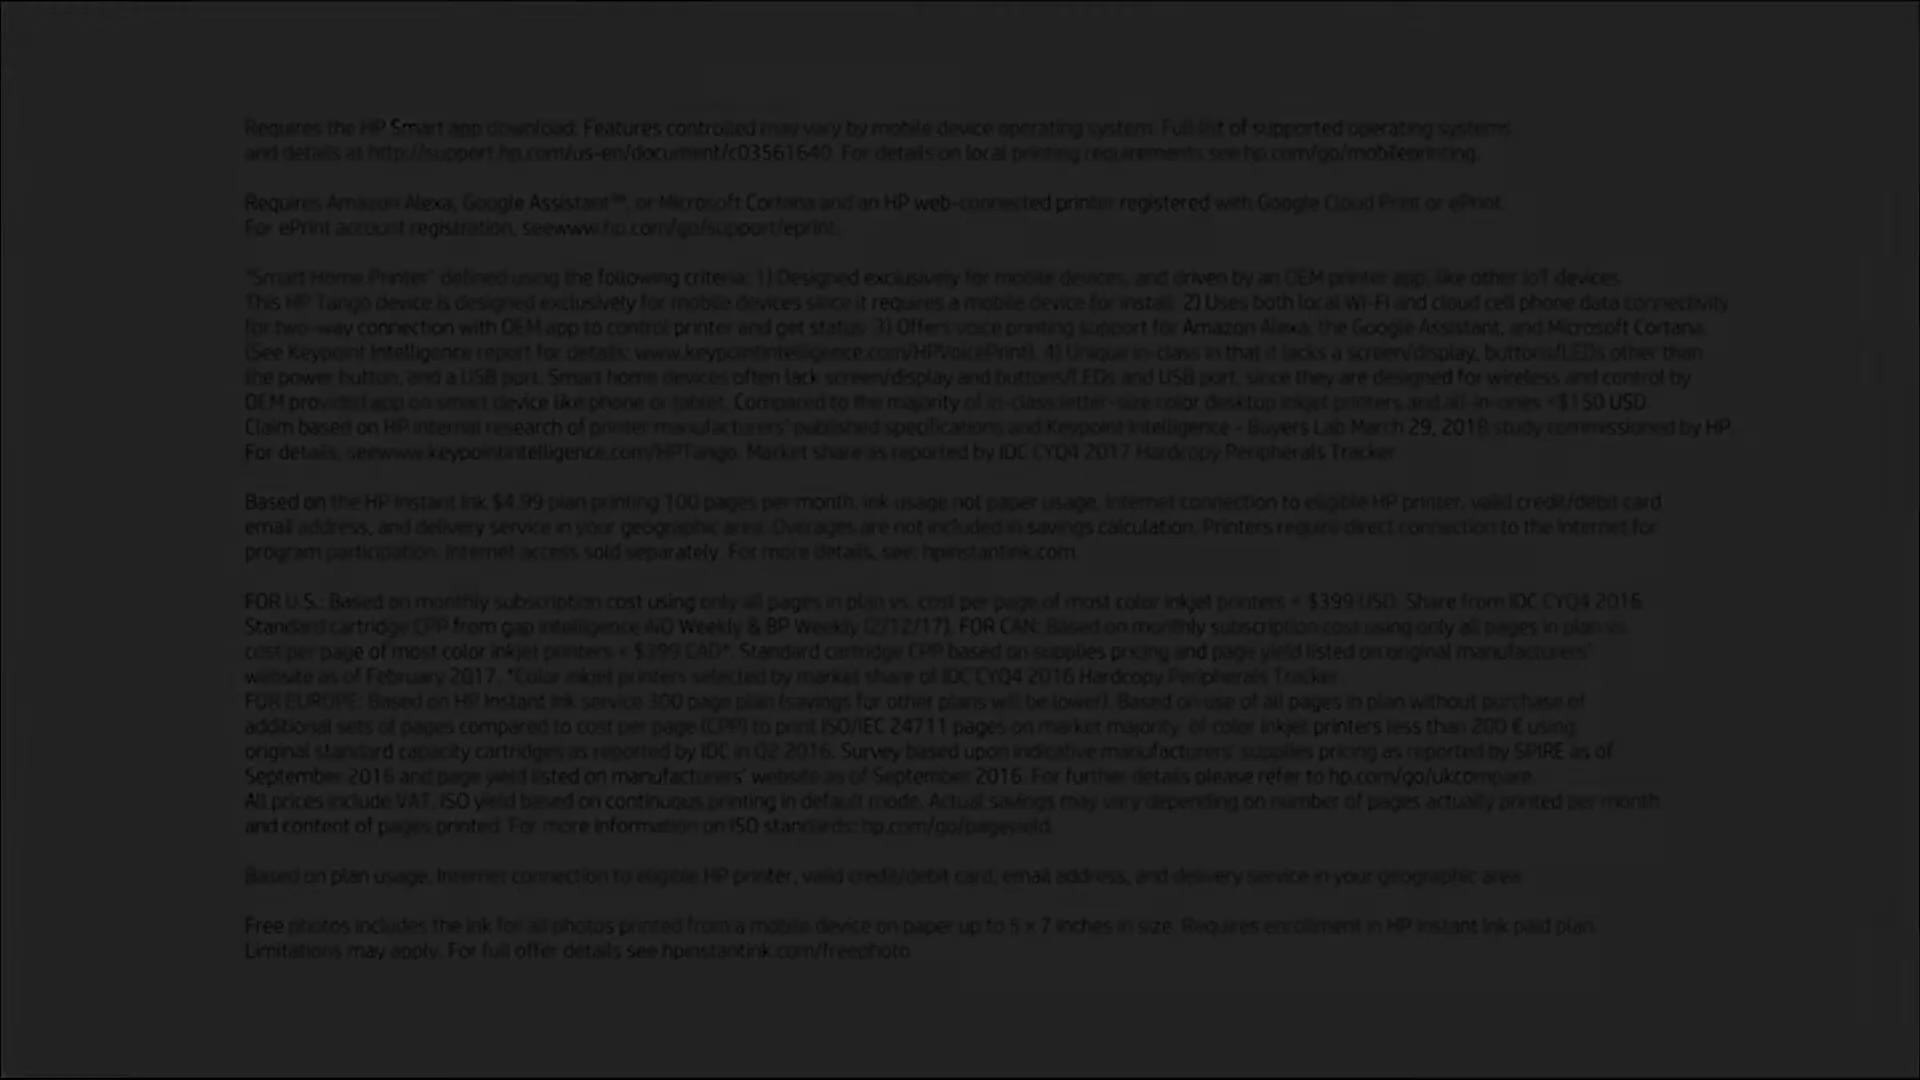 Requires the HP Smart app download. Features controlled may vary by mobile device operating system. Full list of supported operating systems
and details at http://support.hp.com/us-en/document/c03561640. For details on local printing requirements see hp.com/go/mobileprinting.
Requires Amazon Alexa, Google Assistant™, or Microsoft Cortana and an HP web-connected printer registered with Google Cloud Print or ePrint.
For ePrint account registration, seewww.hp.com/go/support/eprint.
"Smart Home Printer" defined using the following criteria: 1) Designed exclusively for mobile devices, and driven by an OEM printer app, like other IoT devices.
This HP Tango device is designed exclusively for mobile devices since it requires a mobile device for install. 2) Uses both local Wi-Fi and cloud cell phone data connectivity
for two-way connection with OEM app to control printer and get status. 3) Offers voice printing support for Amazon Alexa, the Google Assistant, and Microsoft Cortana.
(See Keypoint Intelligence report for details: www.keypointintelligence.com/HPVoicePrint). 4) Unique in-class in that it lacks a screen/display, buttons/LEDs other than
the power button, and a USB port. Smart home devices often lack screen/display and buttons/LEDs and USB port, since they are designed for wireless and control by
OEM provided app on smart device like phone or tablet. Compared to the majority of in-class letter-size color desktop inkjet printers and all-in-ones <$150 USD.
Claim based on HP internal research of printer manufacturers' published specifications and Keypoint Intelligence - Buyers Lab March 29, 2018 study commissioned by HP.
For details, seewww.keypointintelligence.com/HPTango. Market share as reported by IDC CYQ4 2017 Hardcopy Peripherals Tracker.
Based on the HP Instant Ink $4.99 plan printing 100 pages per month, ink usage not paper usage. Internet connection to eligible HP printer, valid credit/debit card
email address, and delivery service in your geographic area. Overages are not included in savings calculation. Printers require direct connection to the Internet for
program participation. Internet access sold separately. For more details, see: hpinstantink.com.
FOR U.S.: Based on monthly subscription cost using only all pages in plan vs. cost per page of most color inkjet printers < $399 USD. Share from IDC CYQ4 2016.
Standard cartridge CPP from gap intelligence AiO Weekly & BP Weekly (2/12/17). FOR CAN: Based on monthly subscription cost using only all pages in plan vs.
cost per page of most color inkjet printers < $399 CAD*. Standard cartridge CPP based on supplies pricing and page yield listed on original manufacturers'
website as of February 2017. *Color inkjet printers selected by market share of IDC CYQ4 2016 Hardcopy Peripherals Tracker.
FOR EUROPE: Based on HP Instant Ink service 300 page plan (savings for other plans will be lower). Based on use of all pages in plan without purchase of
additional sets of pages compared to cost per page (CPP) to print ISO/IEC 24711 pages on market majority, of color inkjet printers less than 200 € using
original standard capacity cartridges as reported by IDC in Q2 2016. Survey based upon indicative manufacturers' supplies pricing as reported by SPIRE as of
September 2016 and page yield listed on manufacturers' website as of September 2016. For further details please refer to hp.com/go/ukcompare.
All prices include VAT. ISO yield based on continuous printing in default mode. Actual savings may vary depending on number of pages actually printed per month
and content of pages printed. For more information on ISO standards: hp.com/go/pageyield.
Based on plan usage, Internet connection to eligible HP printer, valid credit/debit card, email address, and delivery service in your geographic area.
Free photos includes the ink for all photos printed from a mobile device on paper up to 5 x 7 inches in size. Requires enrollment in HP Instant Ink paid plan.
Limitations may apply. For full offer details see hpinstantink.com/freephoto